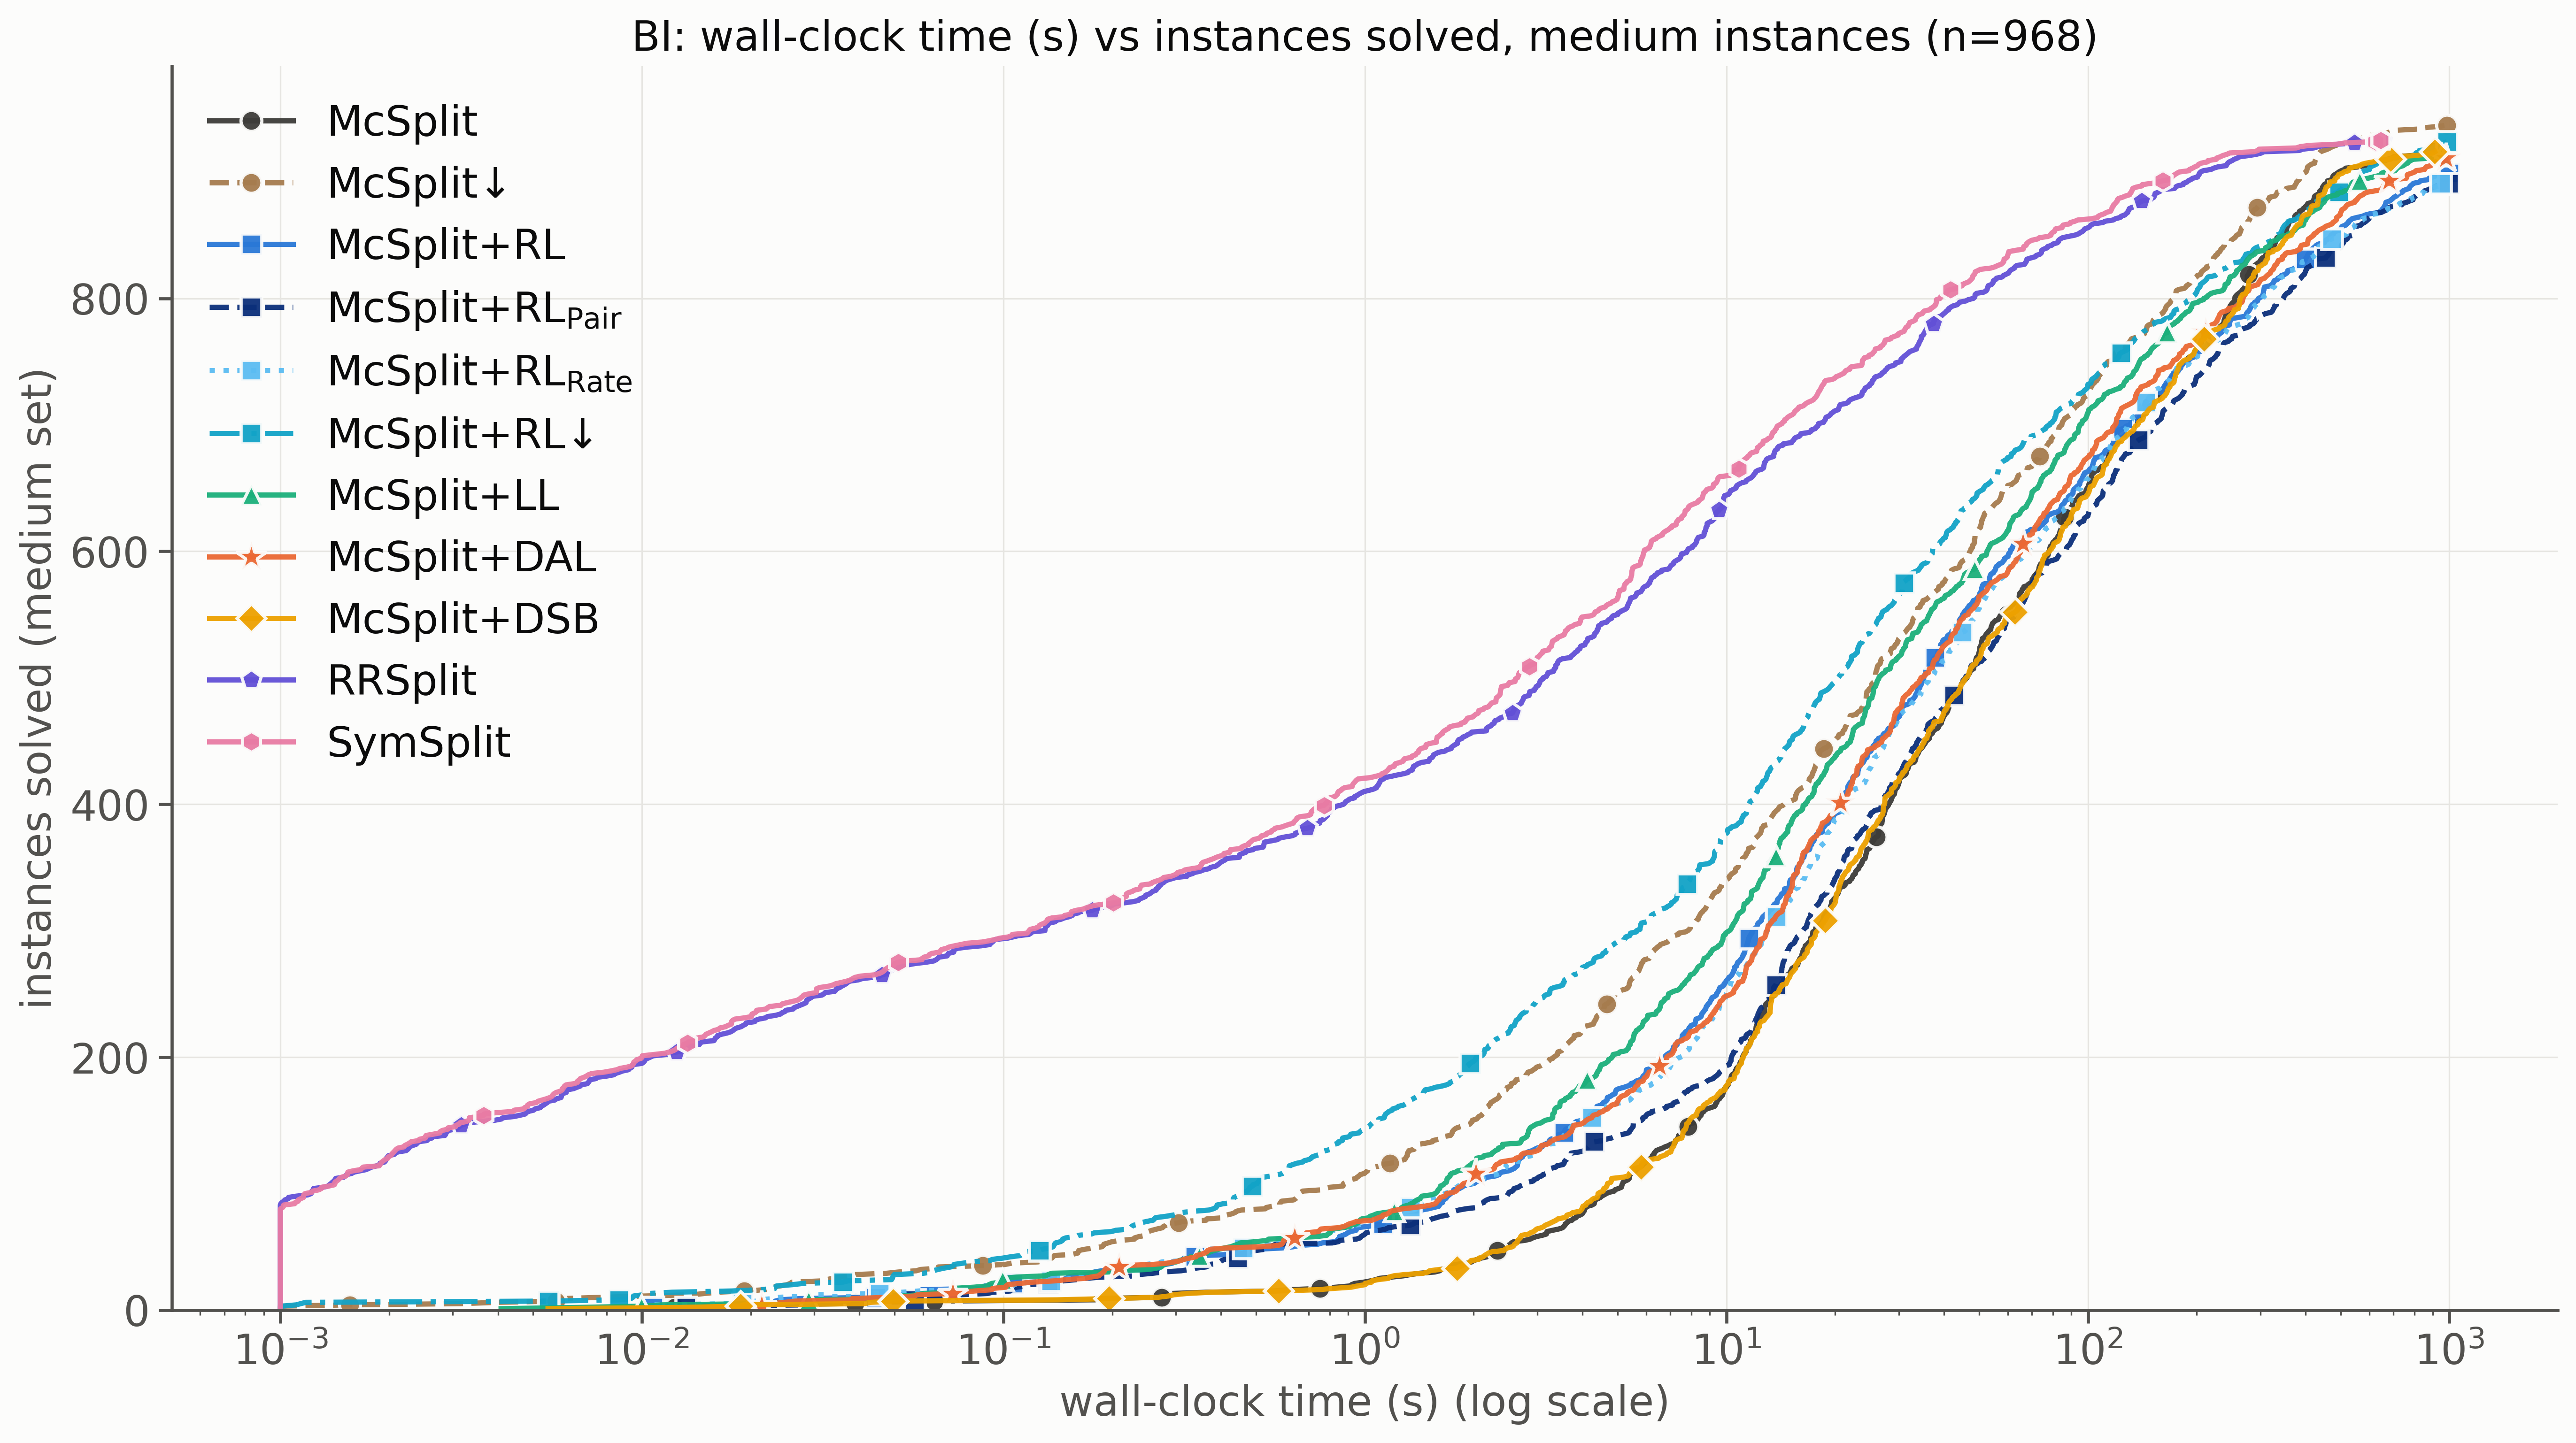 BI: wall-clock time (s) vs instances solved, medium instances (n=968)
McSplit
McSplit↓
McSplit+RL
McSplit+RL_Pair
McSplit+RL_Rate
McSplit+RL↓
McSplit+LL
McSplit+DAL
McSplit+DSB
RRSplit
SymSplit
instances solved (medium set)
800
600
400
200
0
10⁻³ 10⁻² 10⁻¹ 10⁰ 10¹ 10² 10³
wall-clock time (s) (log scale)